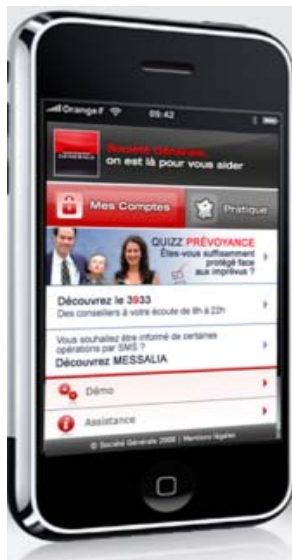 Orange F 09:42
SOCIETE GENERALE
Société Générale,
on est là pour vous aider
Mes Comptes
Pratique
QUIZZ PRÉVOYANCE
Êtes-vous suffisamment
protégé face
aux imprévus ?
Découvrez le 3933
Des conseillers à votre écoute de 8h à 22h
Vous souhaitez être informé de certaines
opérations par SMS ?
Découvrez MESSALIA
Démo
Assistance
© Société Générale 2008 | Mentions légales